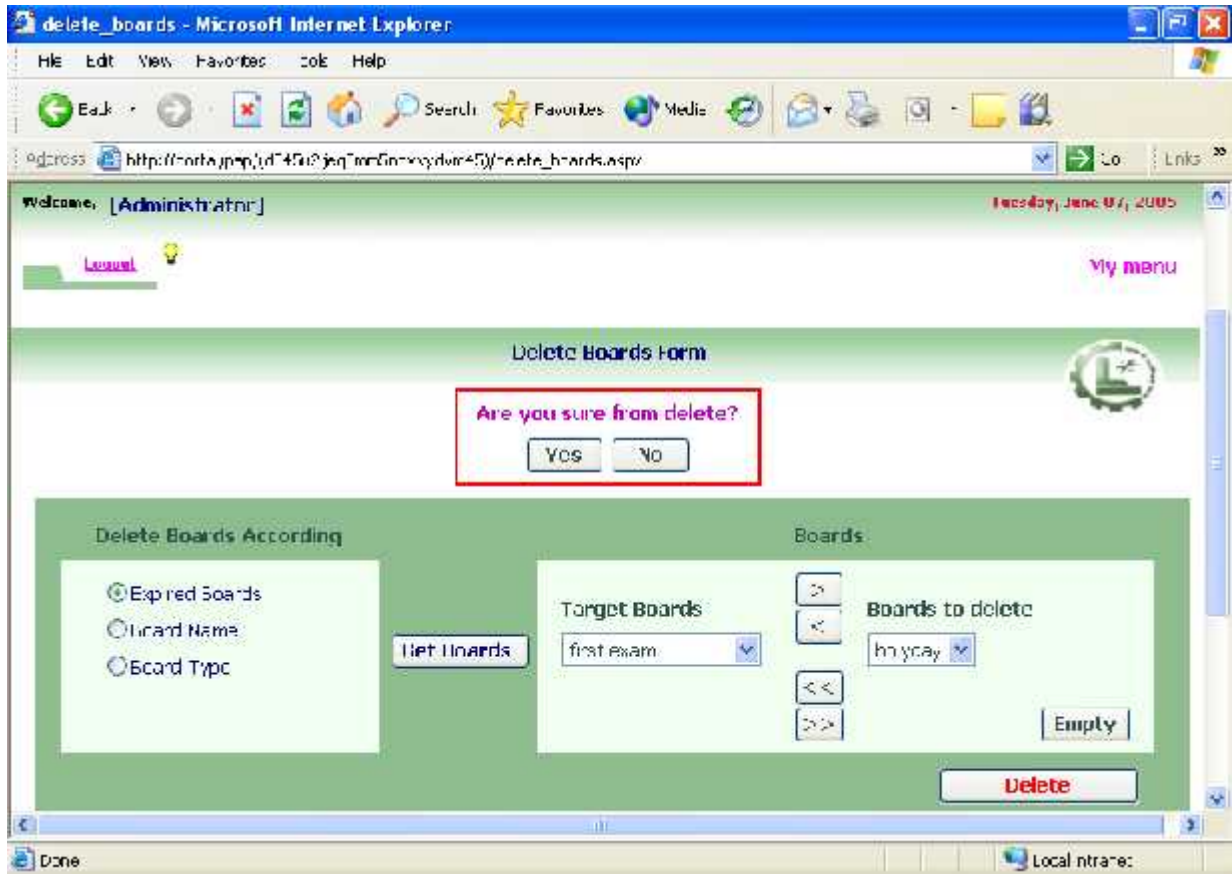 delete_boards - Microsoft Internet Explorer
File Edit View Favorites Tools Help
Back Search Favorites Media
Address delete_boards.aspx Go Links
Welcome, [Administrator] Tuesday, June 07, 2005
Logout My menu
Delete Boards Form
Are you sure from delete?
Yes No
Delete Boards According Boards
Expired Boards
Board Name
Board Type
Get Boards
Target Boards
first exam
>
<
<<
>>
Boards to delete
holyday
Empty
Delete
Done Local intranet